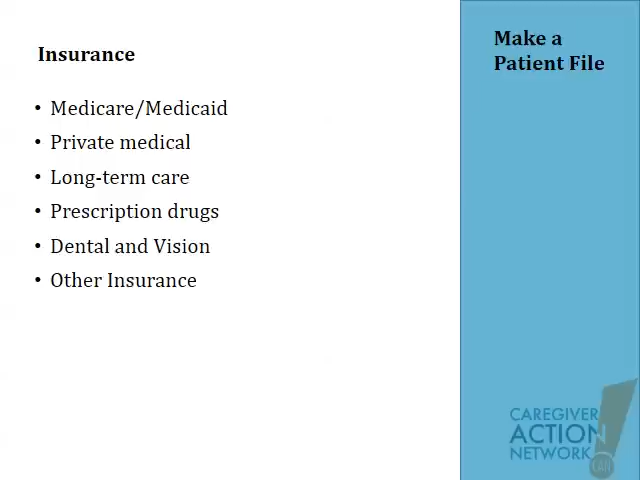 Insurance
• Medicare/Medicaid
• Private medical
• Long-term care
• Prescription drugs
• Dental and Vision
• Other Insurance
Make a
Patient File
CAREGIVER
ACTION
NETWORK
CAN